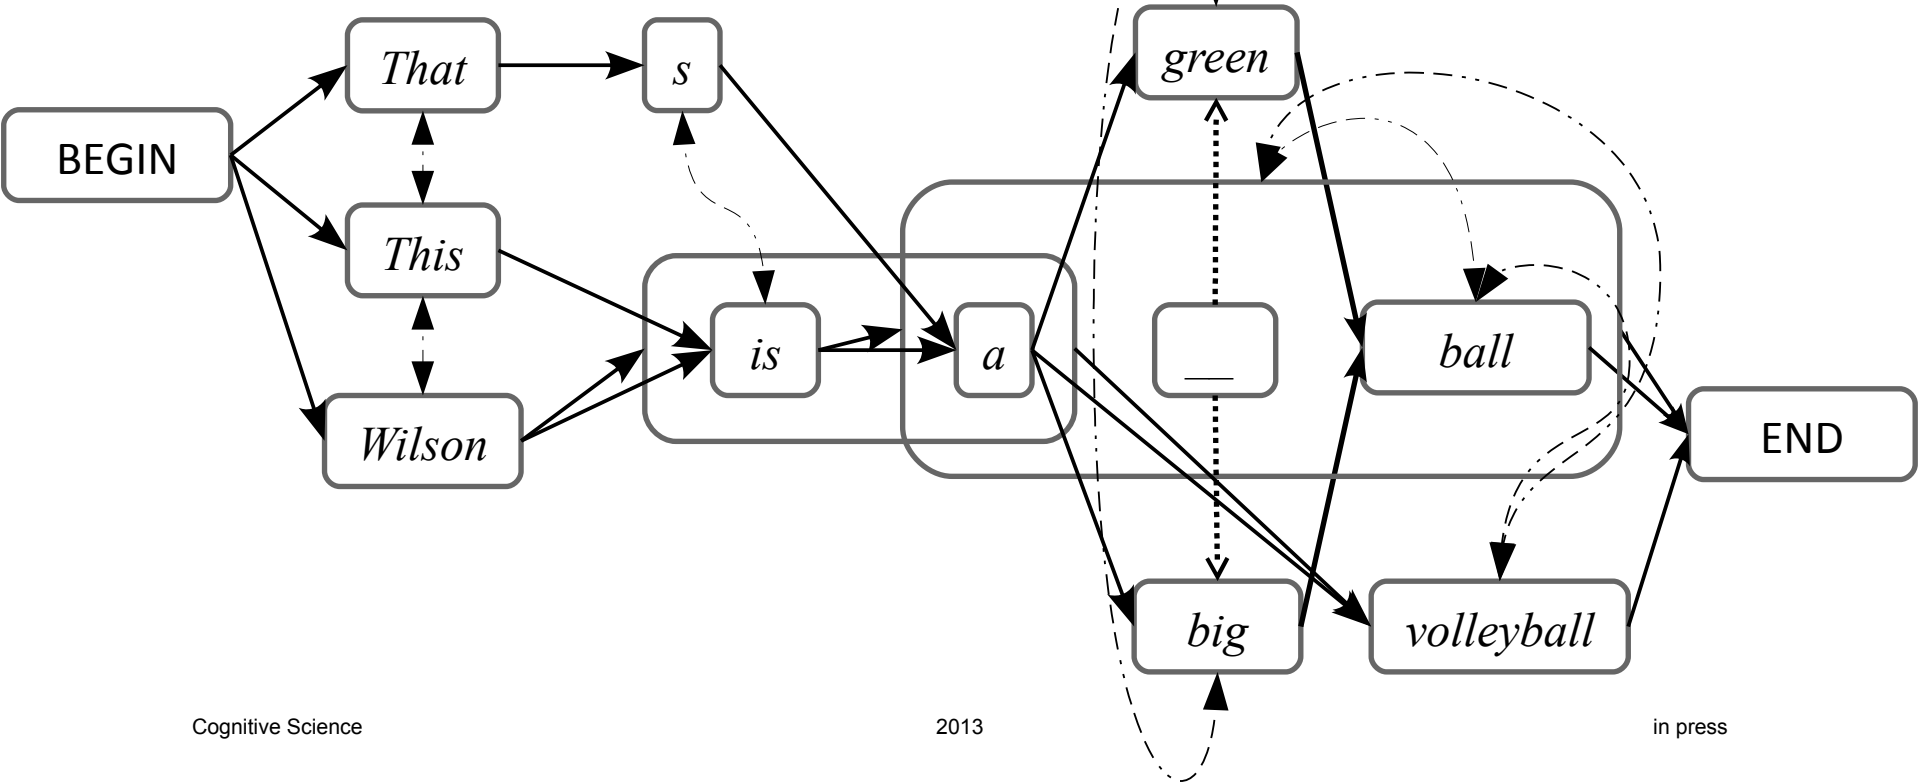 That
s
green
BEGIN
This
is
a
__
ball
Wilson
END
big
volleyball
Cognitive Science 2013 in press